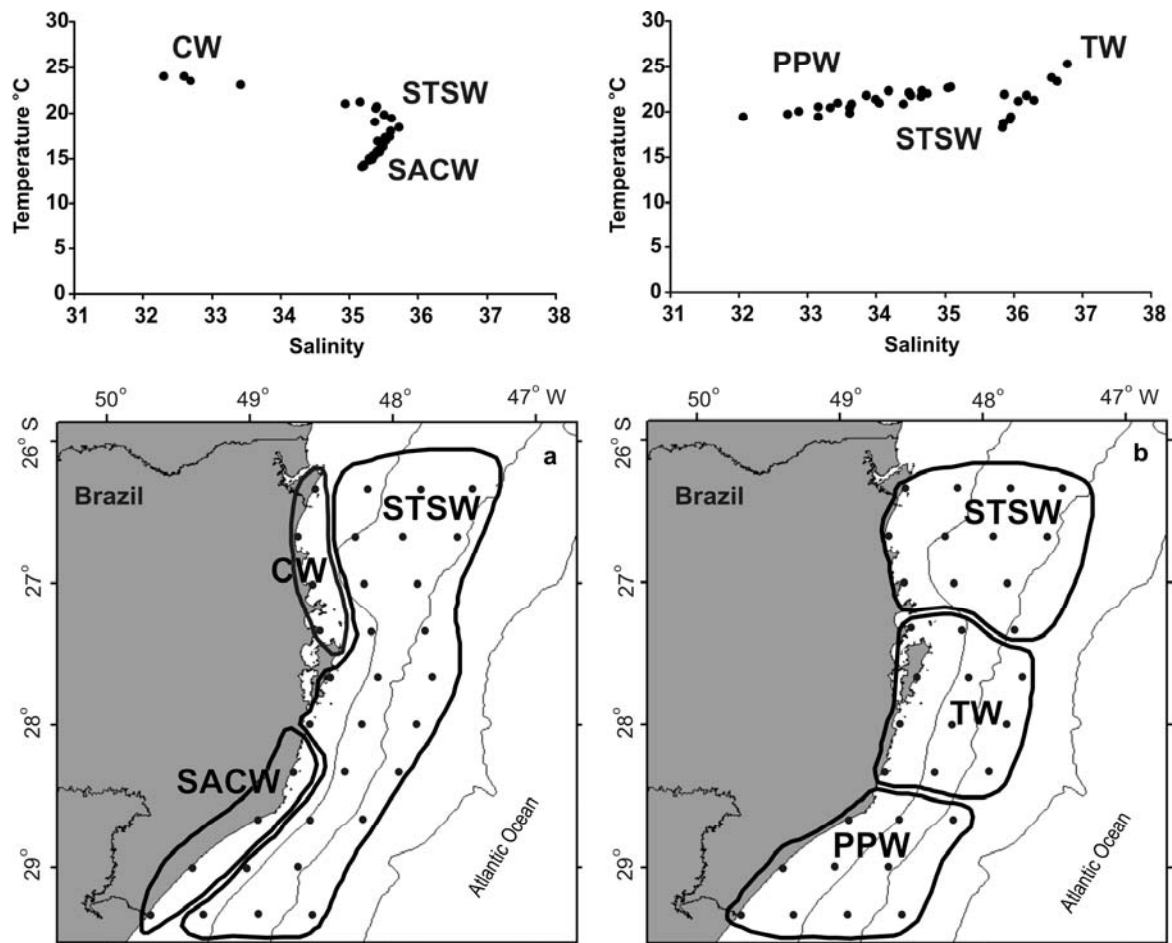 30
25
20
15
10
5
0
Temperature °C
CW
STSW
SACW
31 32 33 34 35 36 37 38
Salinity
30
25
20
15
10
5
0
Temperature °C
PPW
TW
STSW
31 32 33 34 35 36 37 38
Salinity
50° 49° 48° 47° W
26° S
27°
28°
29°
a
Brazil
STSW
CW
SACW
Atlantic Ocean
50° 49° 48° 47° W
26° S
27°
28°
29°
b
Brazil
STSW
TW
PPW
Atlantic Ocean